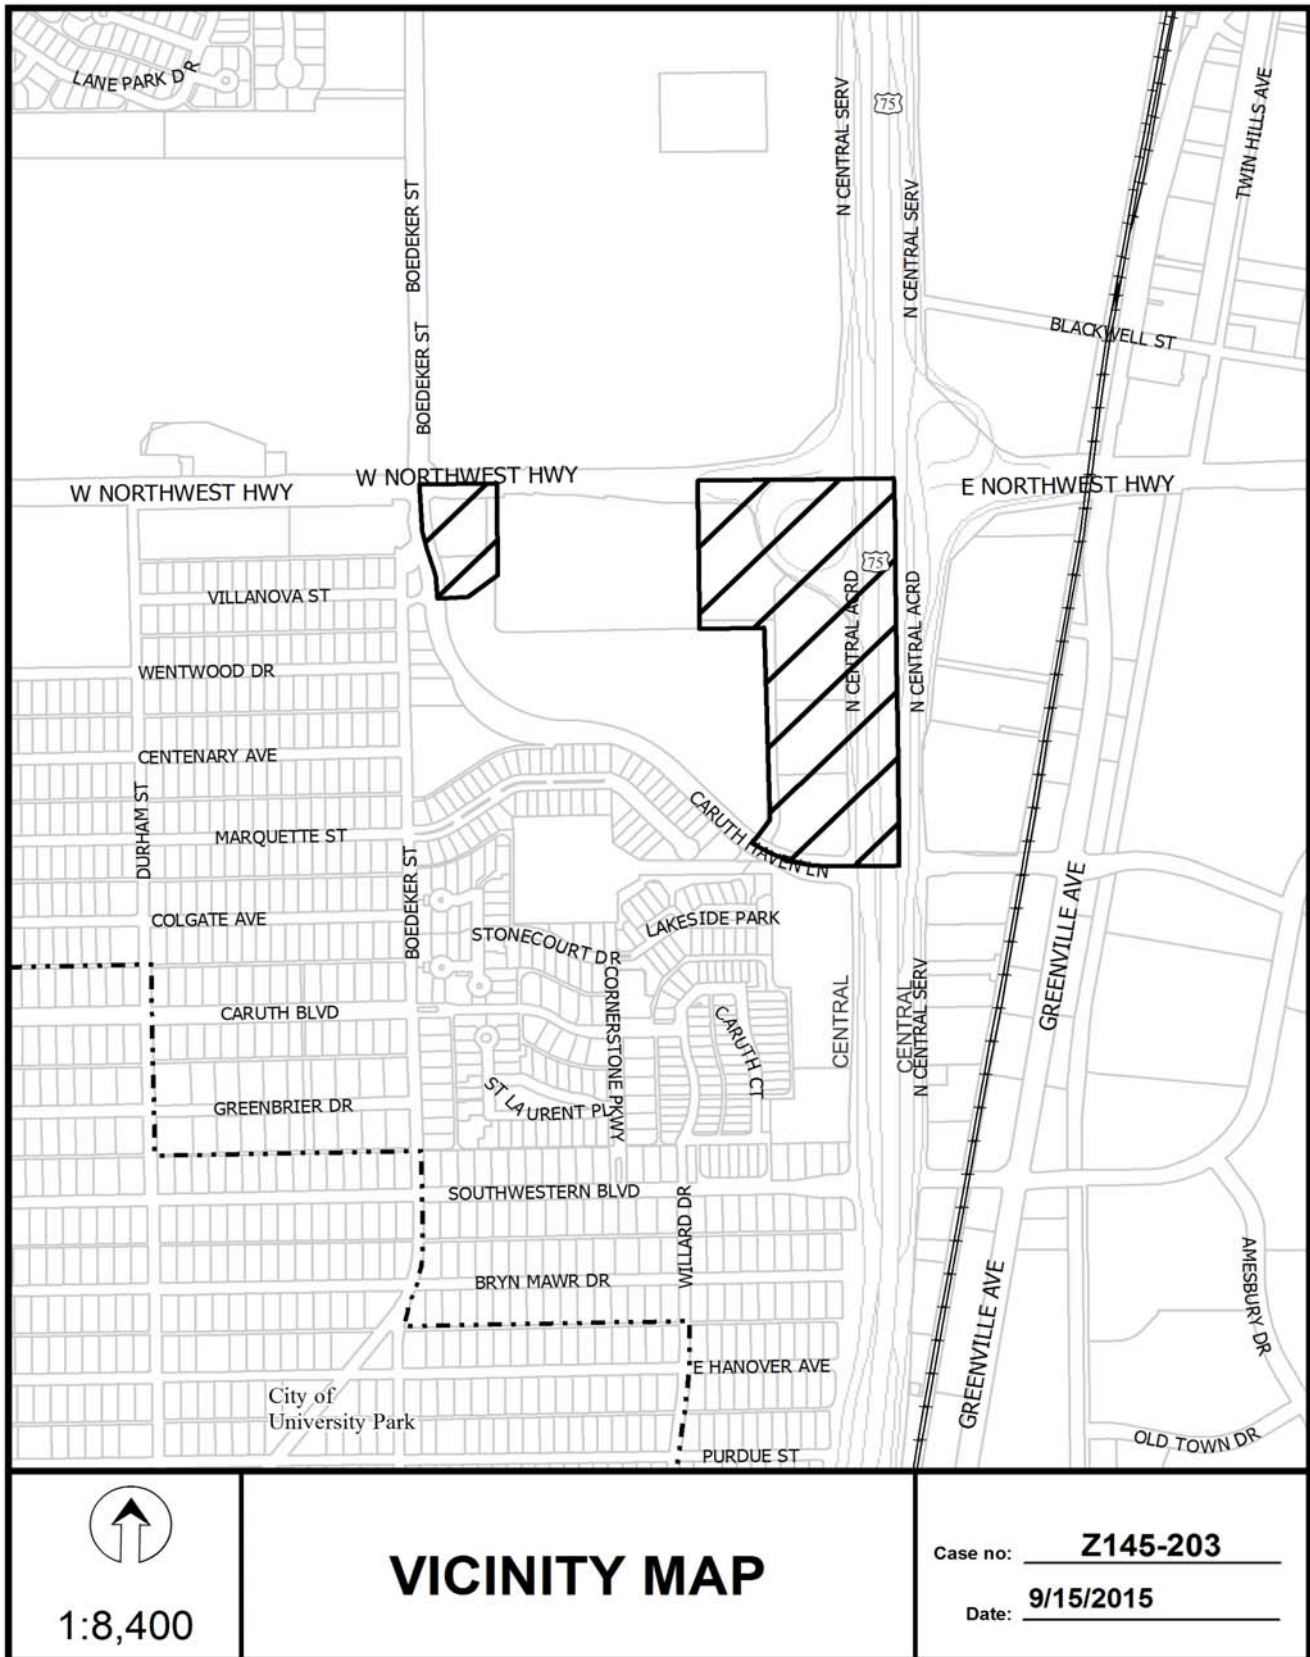 LANE PARK DR
N CENTRAL SERV
75
TWIN HILLS AVE
BOEDEKER ST
N CENTRAL SERV
BOEDEKER ST
BLACKWELL ST
W NORTHWEST HWY
W NORTHWEST HWY
E NORTHWEST HWY
75
VILLANOVA ST
N CENTRAL ACRD
N CENTRAL ACRD
WENTWOOD DR
CENTENARY AVE
DURHAM ST
MARQUETTE ST
CARUTH HAVEN LN
BOEDEKER ST
GREENVILLE AVE
COLGATE AVE
LAKESIDE PARK
STONECOURT DR
CORNERSTONE PKWY
CENTRAL
CENTRAL
N CENTRAL SERV
CARUTH BLVD
CARUTH CT
GREENBRIER DR
ST LAURENT PL
SOUTHWESTERN BLVD
WILLARD DR
BRYN MAWR DR
AMESBURY DR
GREENVILLE AVE
E HANOVER AVE
City of
University Park
OLD TOWN DR
PURDUE ST
1:8,400
VICINITY MAP
Case no: Z145-203
Date: 9/15/2015